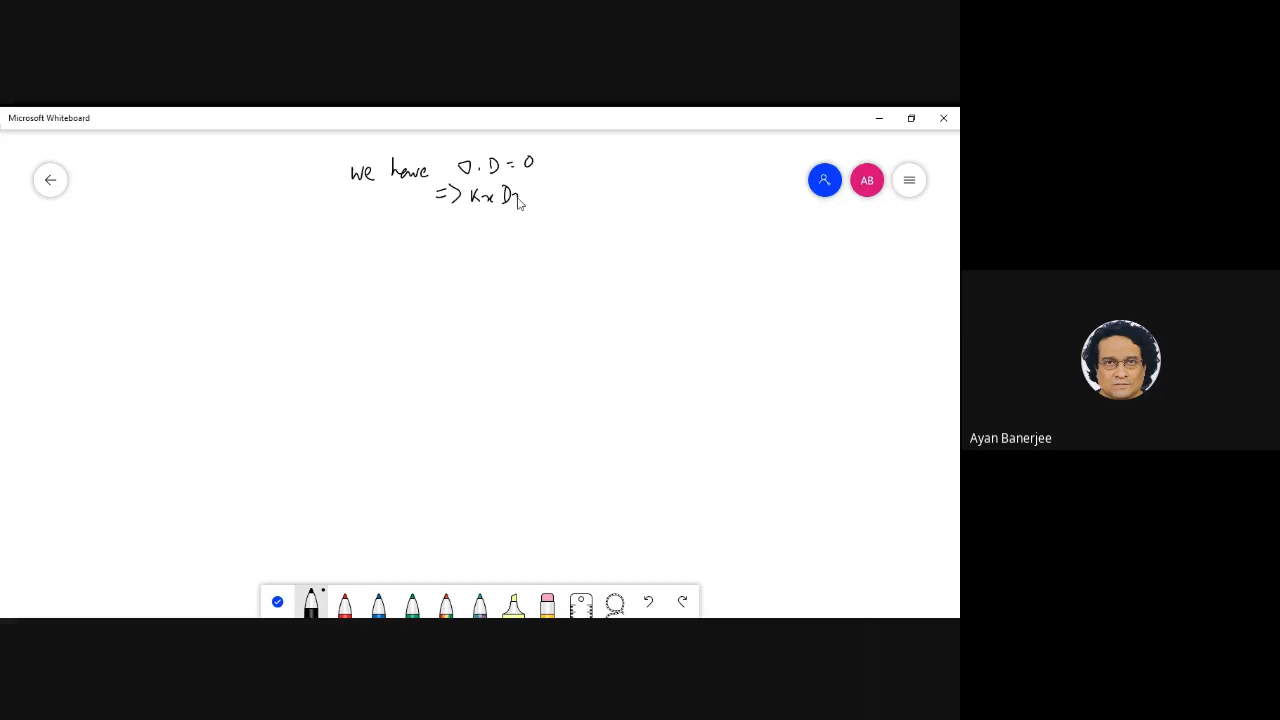 Microsoft Whiteboard
we have ∇. D = 0
=> Kx Dx
AB
Ayan Banerjee